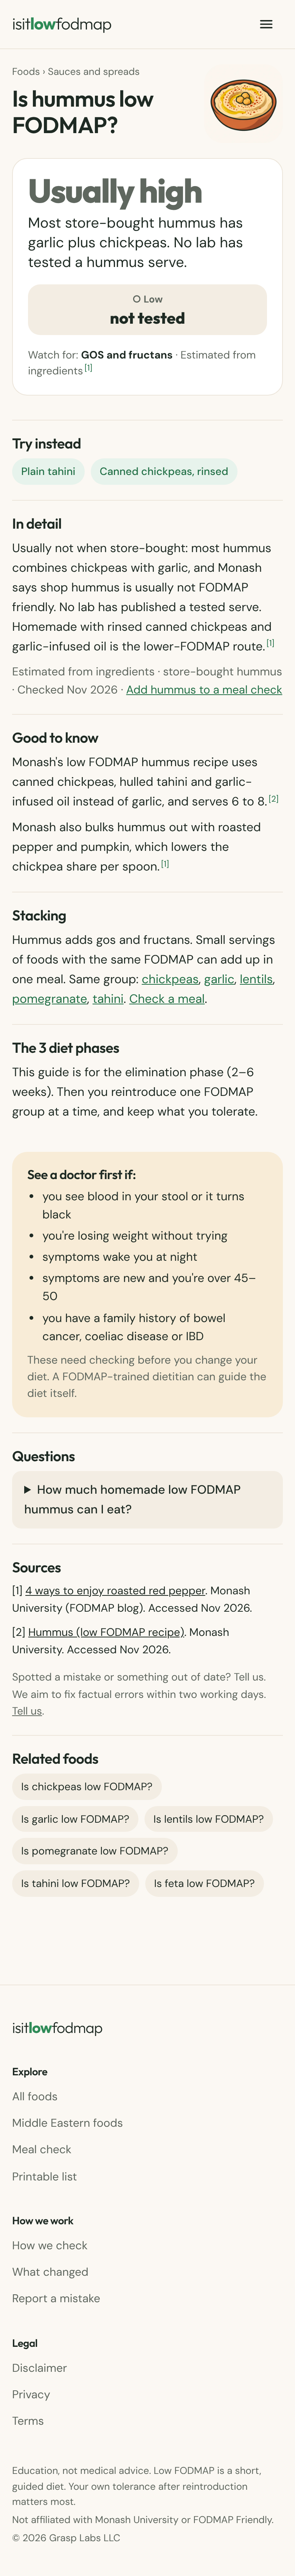 isitlowfodmap
Foods › Sauces and spreads
Is hummus low
FODMAP?
Usually high
Most store-bought hummus has
garlic plus chickpeas. No lab has
tested a hummus serve.
Low
not tested
Watch for: GOS and fructans · Estimated from
ingredients [1]
Try instead
Plain tahini
Canned chickpeas, rinsed
In detail
Usually not when store-bought: most hummus
combines chickpeas with garlic, and Monash
says shop hummus is usually not FODMAP
friendly. No lab has published a tested serve.
Homemade with rinsed canned chickpeas and
garlic-infused oil is the lower-FODMAP route. [1]
Estimated from ingredients · store-bought hummus
· Checked Nov 2026 · Add hummus to a meal check
Good to know
Monash's low FODMAP hummus recipe uses
canned chickpeas, hulled tahini and garlic-
infused oil instead of garlic, and serves 6 to 8. [2]
Monash also bulks hummus out with roasted
pepper and pumpkin, which lowers the
chickpea share per spoon. [1]
Stacking
Hummus adds gos and fructans. Small servings
of foods with the same FODMAP can add up in
one meal. Same group: chickpeas, garlic, lentils,
pomegranate, tahini. Check a meal.
The 3 diet phases
This guide is for the elimination phase (2–6
weeks). Then you reintroduce one FODMAP
group at a time, and keep what you tolerate.
See a doctor first if:
• you see blood in your stool or it turns
black
• you're losing weight without trying
• symptoms wake you at night
• symptoms are new and you're over 45–
50
• you have a family history of bowel
cancer, coeliac disease or IBD
These need checking before you change your
diet. A FODMAP-trained dietitian can guide the
diet itself.
Questions
▶ How much homemade low FODMAP
hummus can I eat?
Sources
[1] 4 ways to enjoy roasted red pepper. Monash
University (FODMAP blog). Accessed Nov 2026.
[2] Hummus (low FODMAP recipe). Monash
University. Accessed Nov 2026.
Spotted a mistake or something out of date? Tell us.
We aim to fix factual errors within two working days.
Tell us.
Related foods
Is chickpeas low FODMAP?
Is garlic low FODMAP?
Is lentils low FODMAP?
Is pomegranate low FODMAP?
Is tahini low FODMAP?
Is feta low FODMAP?
isitlowfodmap
Explore
All foods
Middle Eastern foods
Meal check
Printable list
How we work
How we check
What changed
Report a mistake
Legal
Disclaimer
Privacy
Terms
Education, not medical advice. Low FODMAP is a short,
guided diet. Your own tolerance after reintroduction
matters most.
Not affiliated with Monash University or FODMAP Friendly.
© 2026 Grasp Labs LLC